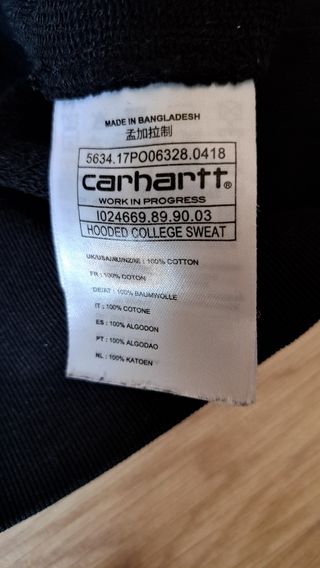 MADE IN BANGLADESH
孟加拉制
5634.17PO06328.0418
carhartt®
WORK IN PROGRESS
I024669.89.90.03
HOODED COLLEGE SWEAT
UK/USA/AU/NZ/IE : 100% COTTON
FR : 100% COTON
DE/AT : 100% BAUMWOLLE
IT : 100% COTONE
ES : 100% ALGODON
PT : 100% ALGODAO
NL : 100% KATOEN